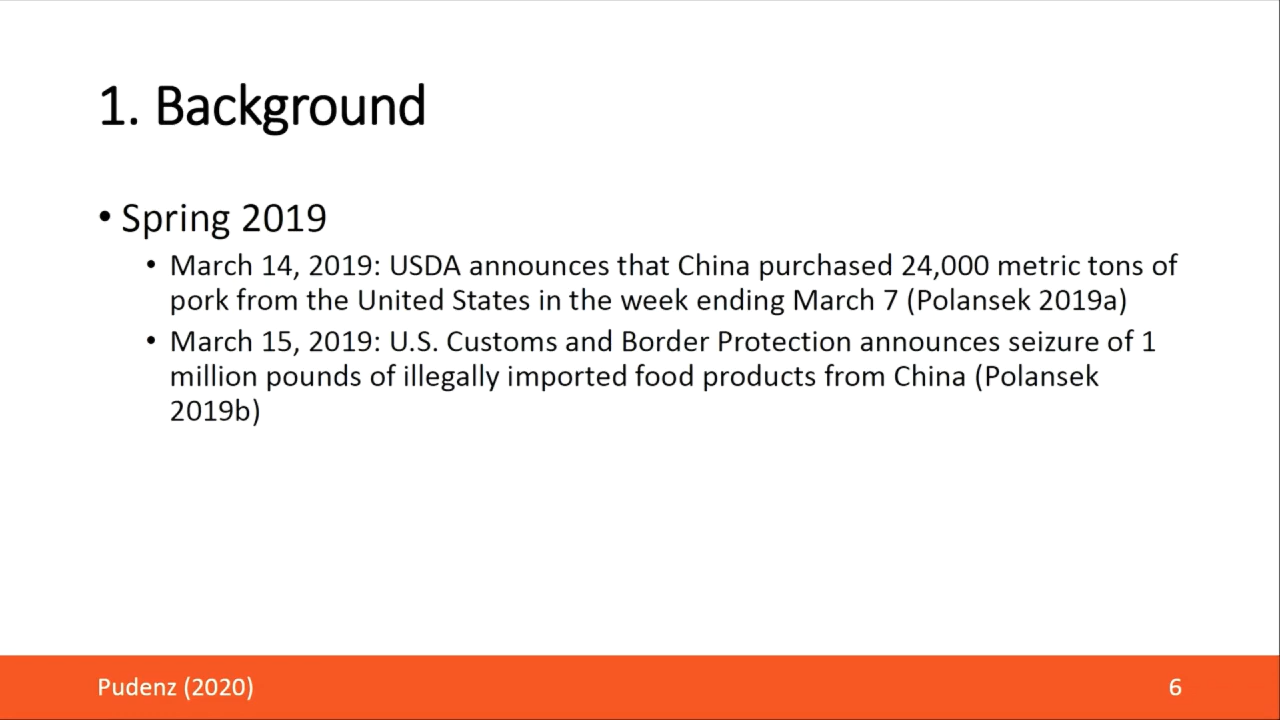 1. Background
• Spring 2019
• March 14, 2019: USDA announces that China purchased 24,000 metric tons of
pork from the United States in the week ending March 7 (Polansek 2019a)
• March 15, 2019: U.S. Customs and Border Protection announces seizure of 1
million pounds of illegally imported food products from China (Polansek
2019b)
Pudenz (2020)
6